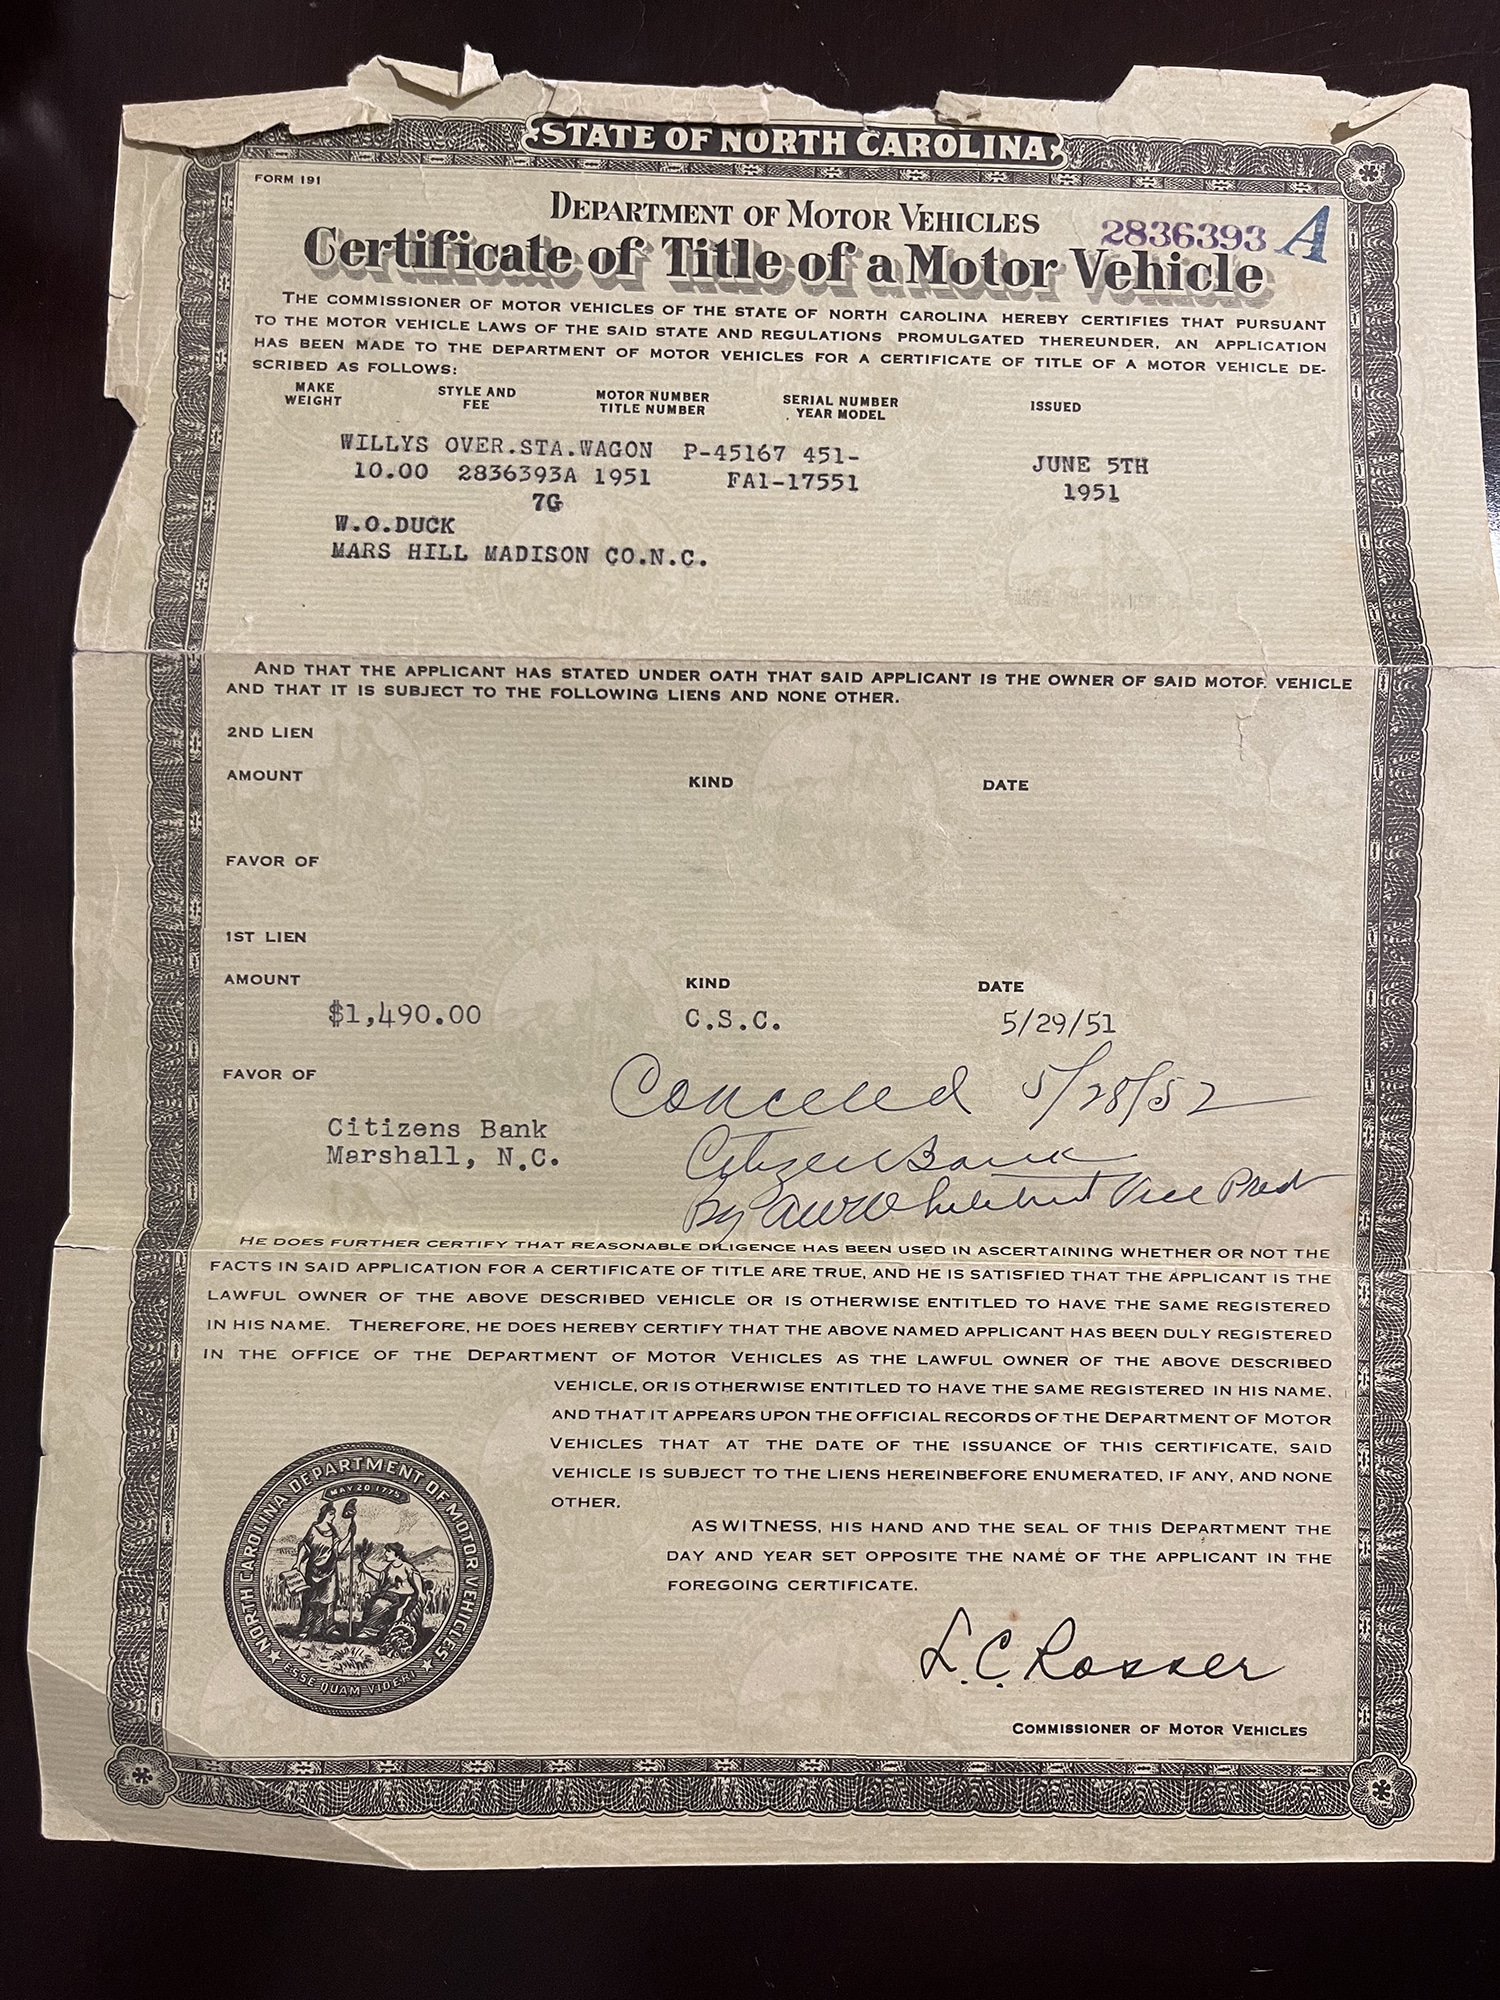 STATE OF NORTH CAROLINA
FORM 191
DEPARTMENT OF MOTOR VEHICLES
2836393 A
Certificate of Title of a Motor Vehicle
THE COMMISSIONER OF MOTOR VEHICLES OF THE STATE OF NORTH CAROLINA HEREBY CERTIFIES THAT PURSUANT
TO THE MOTOR VEHICLE LAWS OF THE SAID STATE AND REGULATIONS PROMULGATED THEREUNDER, AN APPLICATION
HAS BEEN MADE TO THE DEPARTMENT OF MOTOR VEHICLES FOR A CERTIFICATE OF TITLE OF A MOTOR VEHICLE DE-
SCRIBED AS FOLLOWS:
MAKE STYLE AND MOTOR NUMBER SERIAL NUMBER ISSUED
WEIGHT FEE TITLE NUMBER YEAR MODEL
WILLYS OVER.STA.WAGON P-45167 451- JUNE 5TH
10.00 2836393A 1951 FA1-17551 1951
7G
W.O.DUCK
MARS HILL MADISON CO.N.C.
AND THAT THE APPLICANT HAS STATED UNDER OATH THAT SAID APPLICANT IS THE OWNER OF SAID MOTOR VEHICLE
AND THAT IT IS SUBJECT TO THE FOLLOWING LIENS AND NONE OTHER.
2ND LIEN
AMOUNT KIND DATE
FAVOR OF
1ST LIEN
AMOUNT KIND DATE
$1,490.00 C.S.C. 5/29/51
FAVOR OF
Conceled 5/28/52
Citizens Bank
Marshall, N.C.
Citizen Bank
By Vice Pred
HE DOES FURTHER CERTIFY THAT REASONABLE DILIGENCE HAS BEEN USED IN ASCERTAINING WHETHER OR NOT THE
FACTS IN SAID APPLICATION FOR A CERTIFICATE OF TITLE ARE TRUE, AND HE IS SATISFIED THAT THE APPLICANT IS THE
LAWFUL OWNER OF THE ABOVE DESCRIBED VEHICLE OR IS OTHERWISE ENTITLED TO HAVE THE SAME REGISTERED
IN HIS NAME. THEREFORE, HE DOES HEREBY CERTIFY THAT THE ABOVE NAMED APPLICANT HAS BEEN DULY REGISTERED
IN THE OFFICE OF THE DEPARTMENT OF MOTOR VEHICLES AS THE LAWFUL OWNER OF THE ABOVE DESCRIBED
VEHICLE, OR IS OTHERWISE ENTITLED TO HAVE THE SAME REGISTERED IN HIS NAME,
AND THAT IT APPEARS UPON THE OFFICIAL RECORDS OF THE DEPARTMENT OF MOTOR
VEHICLES THAT AT THE DATE OF THE ISSUANCE OF THIS CERTIFICATE, SAID
VEHICLE IS SUBJECT TO THE LIENS HEREINBEFORE ENUMERATED, IF ANY, AND NONE
OTHER.
AS WITNESS, HIS HAND AND THE SEAL OF THIS DEPARTMENT THE
DAY AND YEAR SET OPPOSITE THE NAME OF THE APPLICANT IN THE
FOREGOING CERTIFICATE.
NORTH CAROLINA DEPARTMENT OF MOTOR VEHICLES
MAY 20 1775
ESSE QUAM VIDERI
L.C. Rosser
COMMISSIONER OF MOTOR VEHICLES